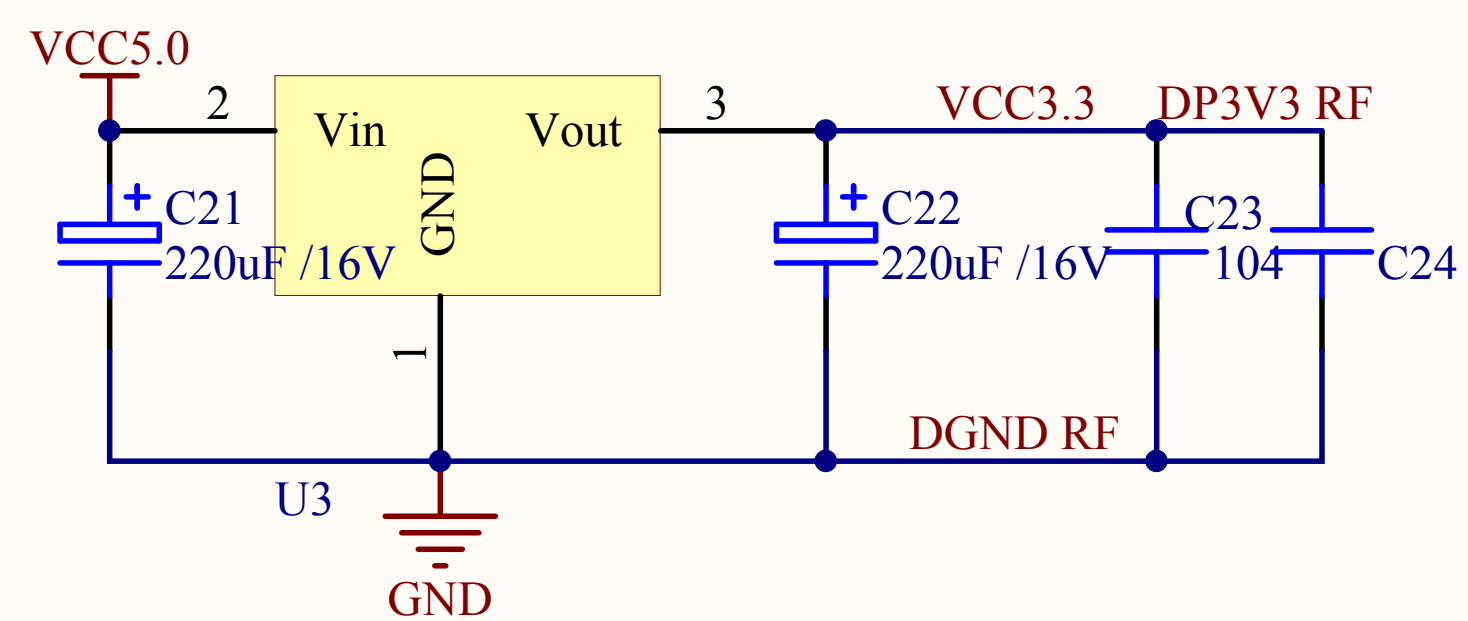 VCC5.0
2
Vin
Vout
GND
3
VCC3.3
DP3V3 RF
C21
220uF /16V
C22
220uF /16V
C23
104
C24
1
DGND RF
U3
GND